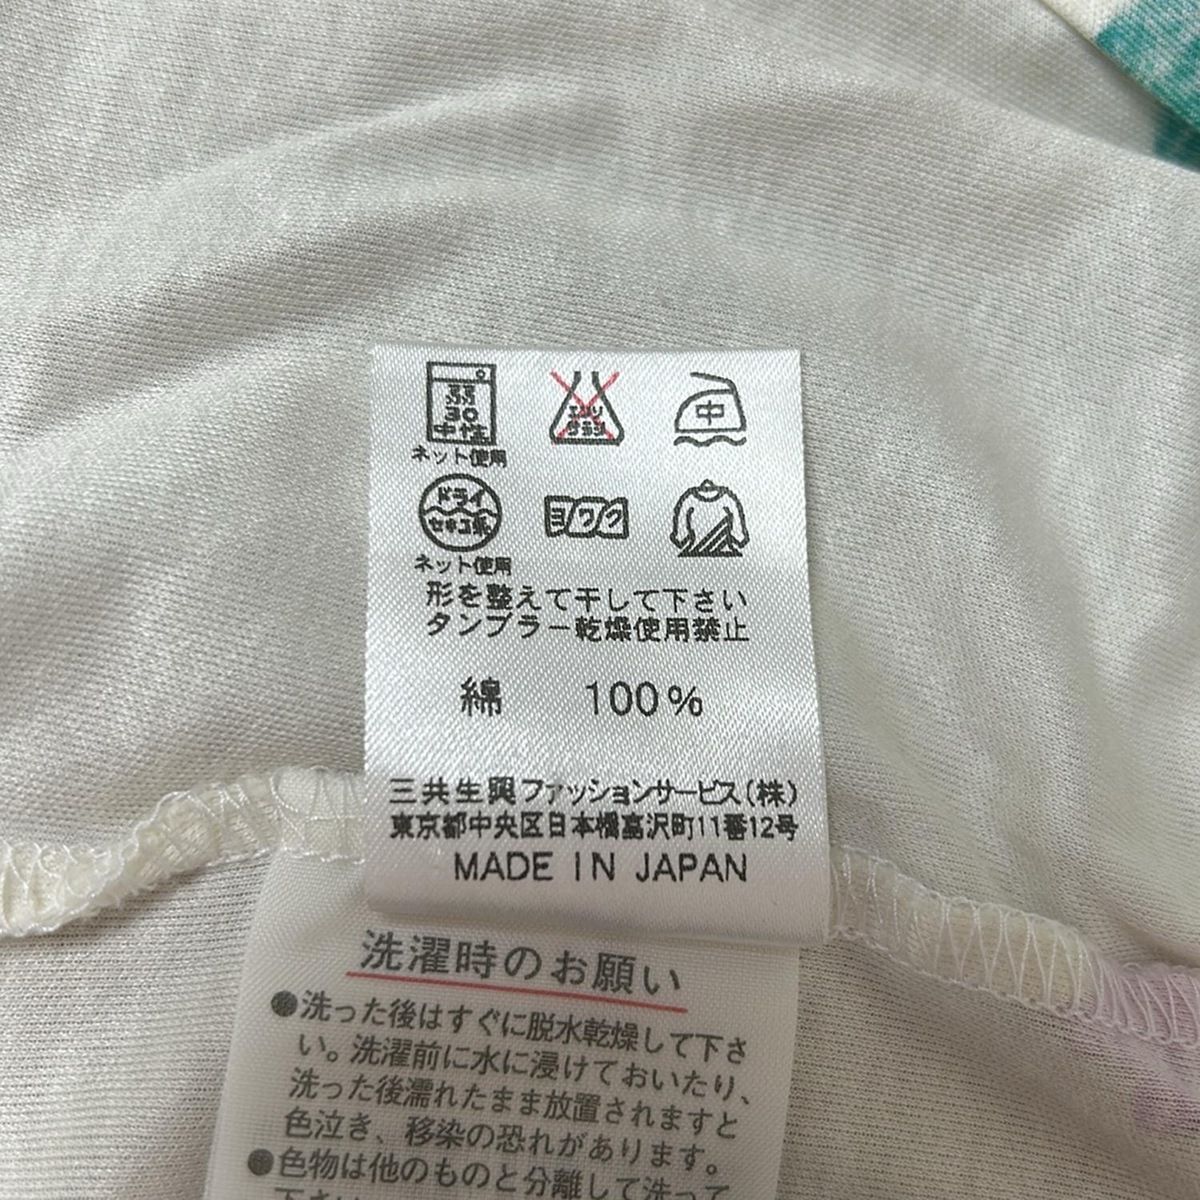 弱
30
中性
ネット使用
エンソ
サラシ
中
ドライ
セキユ系
ネット使用
ヨワク
形を整えて干して下さい
タンブラー乾燥使用禁止
綿 100%
三共生興ファッションサービス(株)
東京都中央区日本橋富沢町11番12号
MADE IN JAPAN
洗濯時のお願い
●洗った後はすぐに脱水乾燥して下さ
い。洗濯前に水に浸けておいたり、
洗った後濡れたまま放置されますと
色泣き、移染の恐れがあります。
●色物は他のものと分離して洗って
下さい